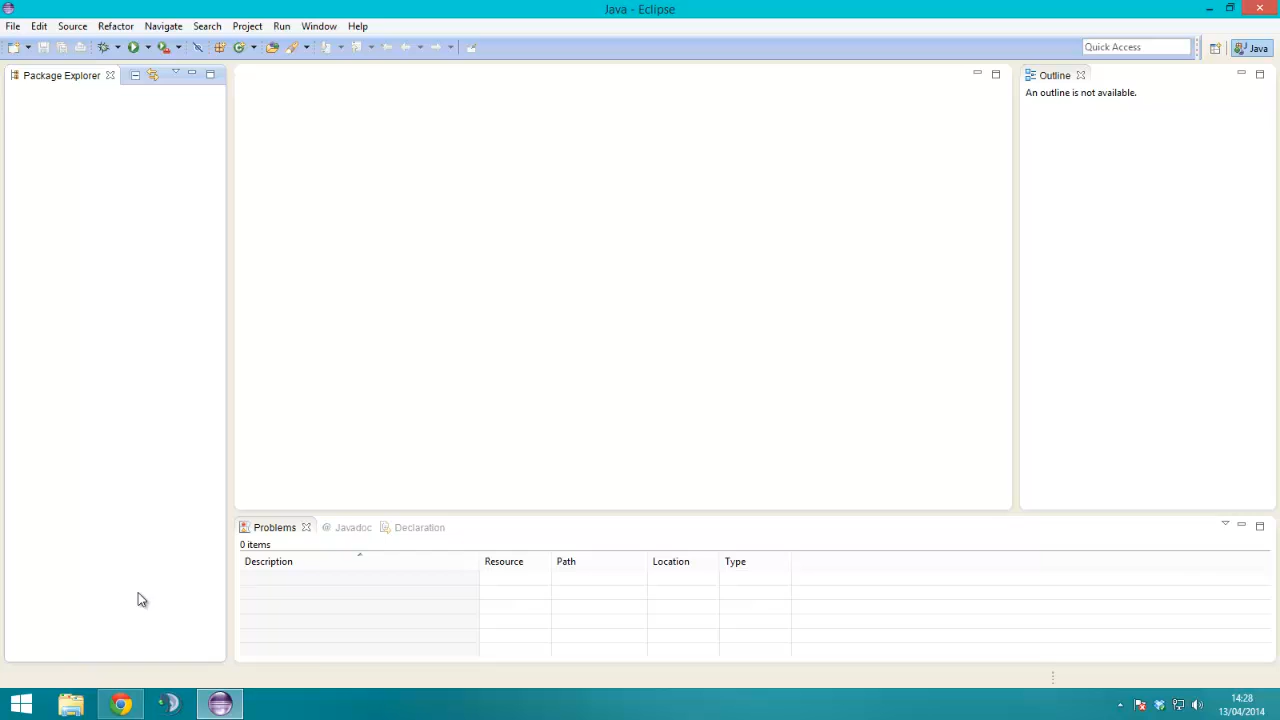 Java - Eclipse
File Edit Source Refactor Navigate Search Project Run Window Help
Quick Access
Java
Package Explorer
Outline
An outline is not available.
Problems Javadoc Declaration
0 items
Description Resource Path Location Type
14:28
13/04/2014